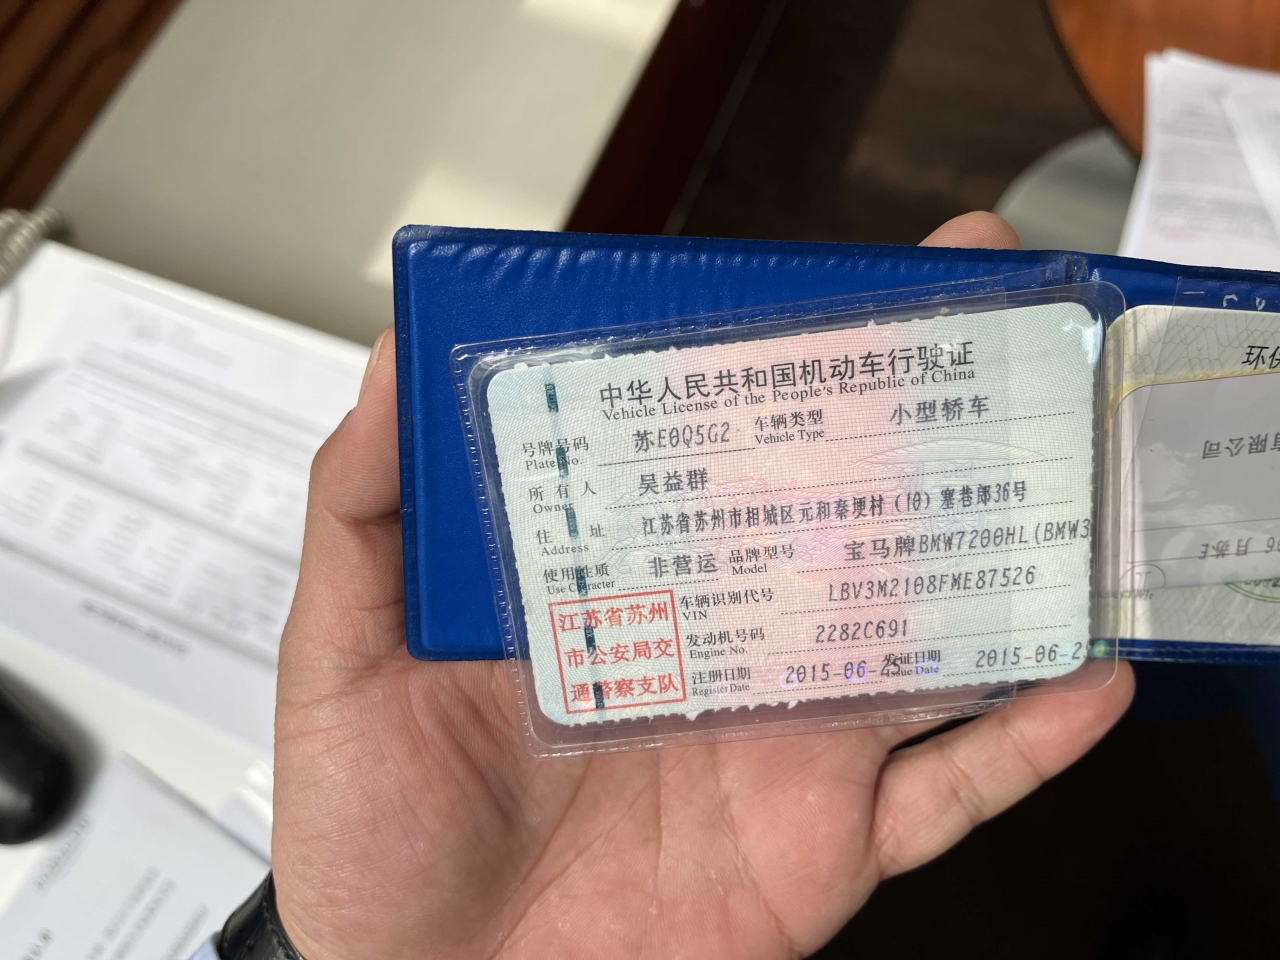 中华人民共和国机动车行驶证
Vehicle License of the People's Republic of China
号牌号码 苏E0Q5G2 车辆类型 小型轿车
Plate No. Vehicle Type
所有人 吴益群
Owner
住址 江苏省苏州市相城区元和秦埂村(10)塞巷郎36号
Address
使用性质 非营运 品牌型号 宝马牌BMW7200HL(BMW3
Use Character Model
车辆识别代号 LBV3M2108FME87526
VIN
发动机号码 2282C691
Engine No.
注册日期 2015-06-25 发证日期 2015-06-2
Register Date Issue Date
江苏省苏州
市公安局交
通警察支队
环保
有限公司